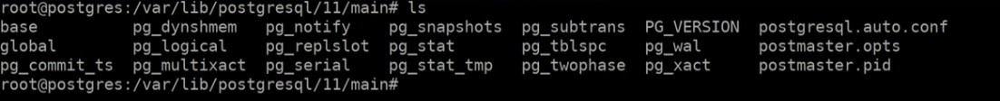 root@postgres:/var/lib/postgresql/11/main# ls
base pg_dynshmem pg_notify pg_snapshots pg_subtrans PG_VERSION postgresql.auto.conf
global pg_logical pg_replslot pg_stat pg_tblspc pg_wal postmaster.opts
pg_commit_ts pg_multixact pg_serial pg_stat_tmp pg_twophase pg_xact postmaster.pid
root@postgres:/var/lib/postgresql/11/main#